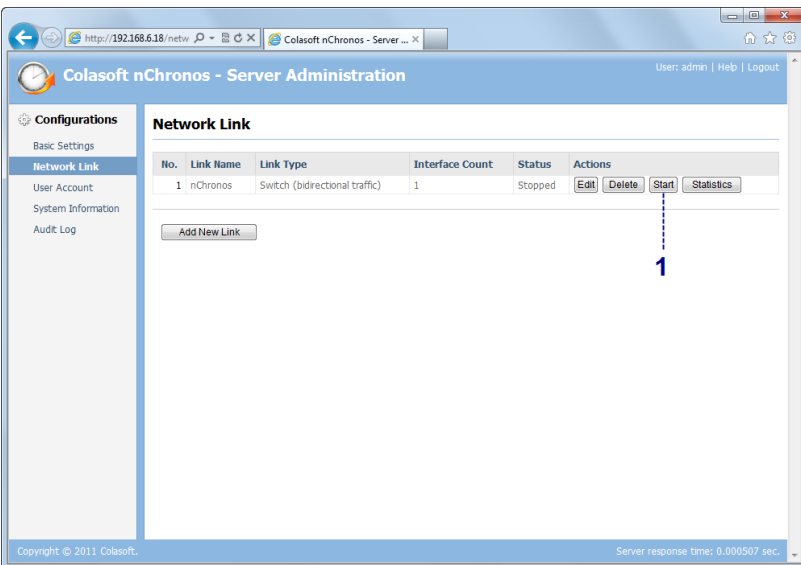 http://192.168.6.18/netw
Colasoft nChronos - Server ...
Colasoft nChronos - Server Administration
User: admin | Help | Logout
Configurations
Basic Settings
Network Link
User Account
System Information
Audit Log
Network Link
No. Link Name Link Type Interface Count Status Actions
1 nChronos Switch (bidirectional traffic) 1 Stopped Edit Delete Start Statistics
Add New Link
1
Copyright © 2011 Colasoft.
Server response time: 0.000507 sec.